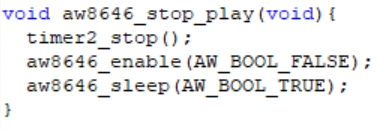 void aw8646_stop_play(void){
  timer2_stop();
  aw8646_enable(AW_BOOL_FALSE);
  aw8646_sleep(AW_BOOL_TRUE);
}